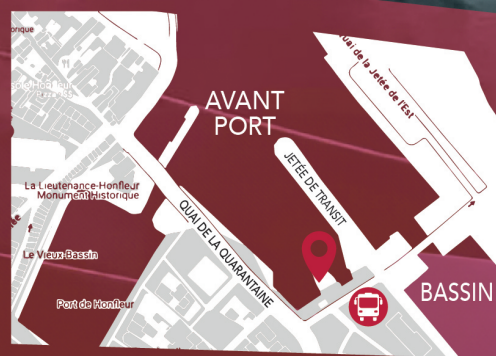 orique
Quai de la Jetée de l'Est
AVANT
PORT
JETÉE DE TRANSIT
La Lieutenance-Honfleur
Monument Historique
QUAI DE LA QUARANTAINE
Le Vieux Bassin
BASSIN
Port de Honfleur